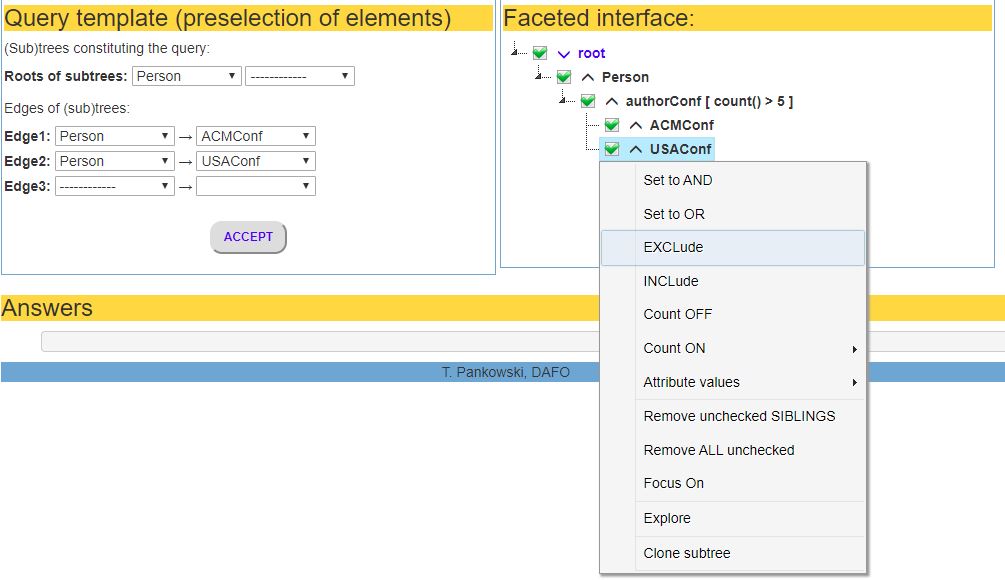 Query template (preselection of elements)
(Sub)trees constituting the query:
Roots of subtrees: Person ------------
Edges of (sub)trees:
Edge1: Person → ACMConf
Edge2: Person → USAConf
Edge3: ------------ →
ACCEPT
Faceted interface:
root
Person
authorConf [ count() > 5 ]
ACMConf
USAConf
Set to AND
Set to OR
EXCLude
INCLude
Count OFF
Count ON
Attribute values
Remove unchecked SIBLINGS
Remove ALL unchecked
Focus On
Explore
Clone subtree
Answers
T. Pankowski, DAFO